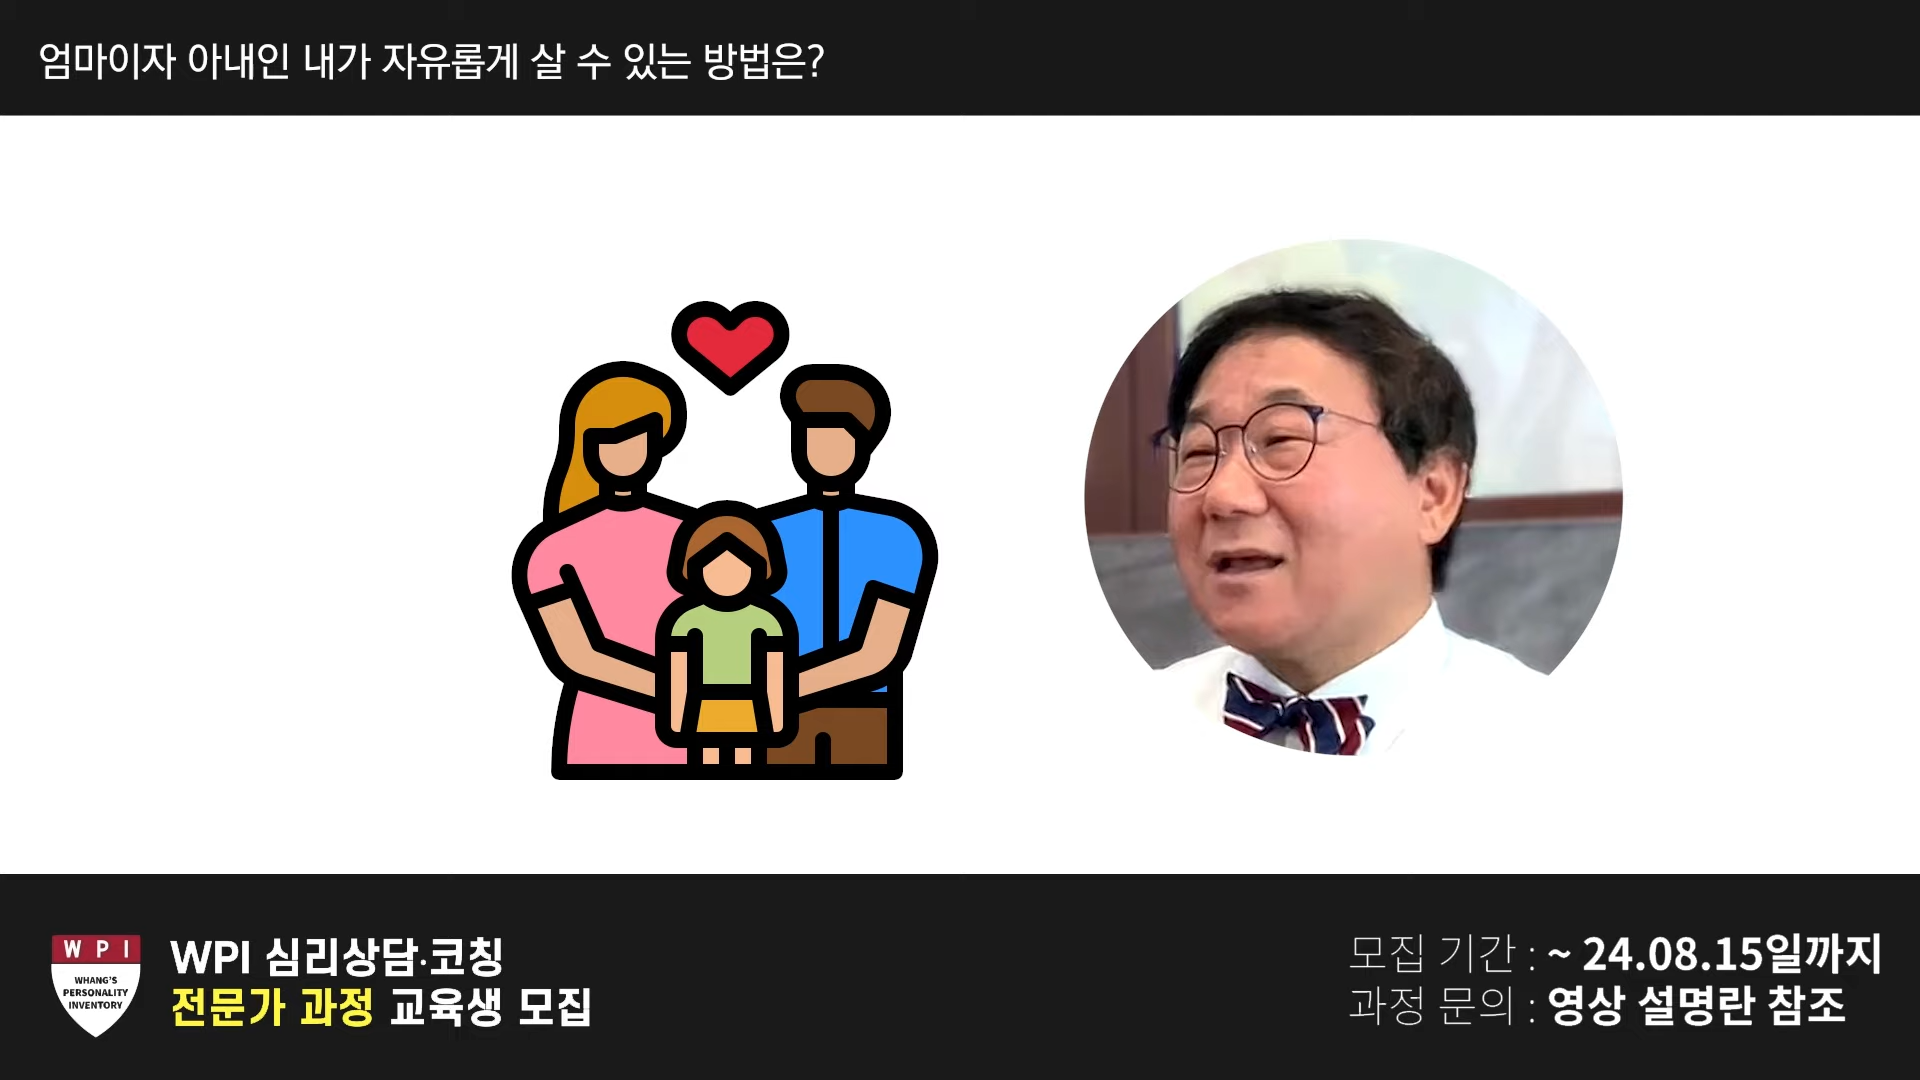 엄마이자 아내인 내가 자유롭게 살 수 있는 방법은?
W P I
WHANG'S
PERSONALITY
INVENTORY
WPI 심리상담·코칭
전문가 과정 교육생 모집
모집 기간 : ~ 24.08.15일까지
과정 문의 : 영상 설명란 참조